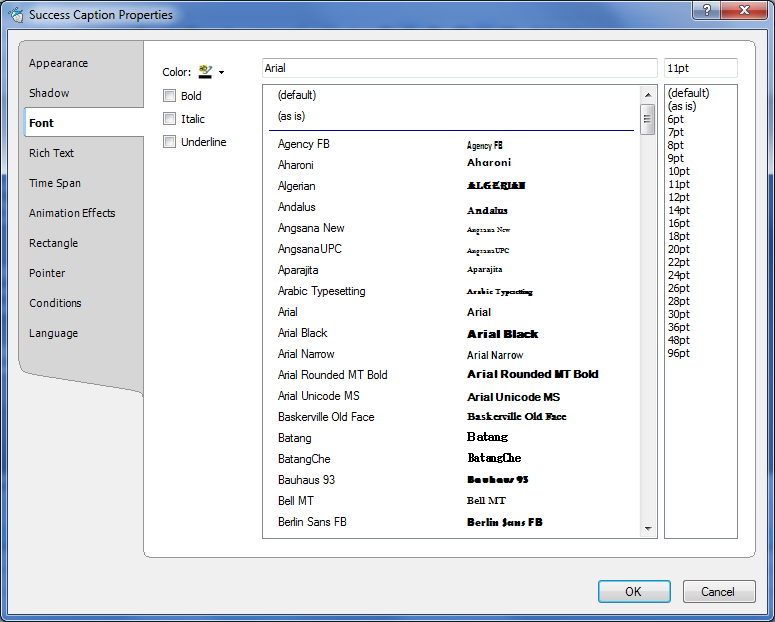 Success Caption Properties
?
Appearance
Shadow
Font
Rich Text
Time Span
Animation Effects
Rectangle
Pointer
Conditions
Language
Color: ab
Bold
Italic
Underline
Arial
(default)
(as is)
Agency FB Agency FB
Aharoni Aharoni
Algerian ALGERIAN
Andalus Andalus
Angsana New Angsana New
AngsanaUPC AngsanaUPC
Aparajita Aparajita
Arabic Typesetting Arabic Typesetting
Arial Arial
Arial Black Arial Black
Arial Narrow Arial Narrow
Arial Rounded MT Bold Arial Rounded MT Bold
Arial Unicode MS Arial Unicode MS
Baskerville Old Face Baskerville Old Face
Batang Batang
BatangChe BatangChe
Bauhaus 93 Bauhaus 93
Bell MT Bell MT
Berlin Sans FB Berlin Sans FB
11pt
(default)
(as is)
6pt
7pt
8pt
9pt
10pt
11pt
12pt
14pt
16pt
18pt
20pt
22pt
24pt
26pt
28pt
30pt
36pt
48pt
96pt
OK
Cancel